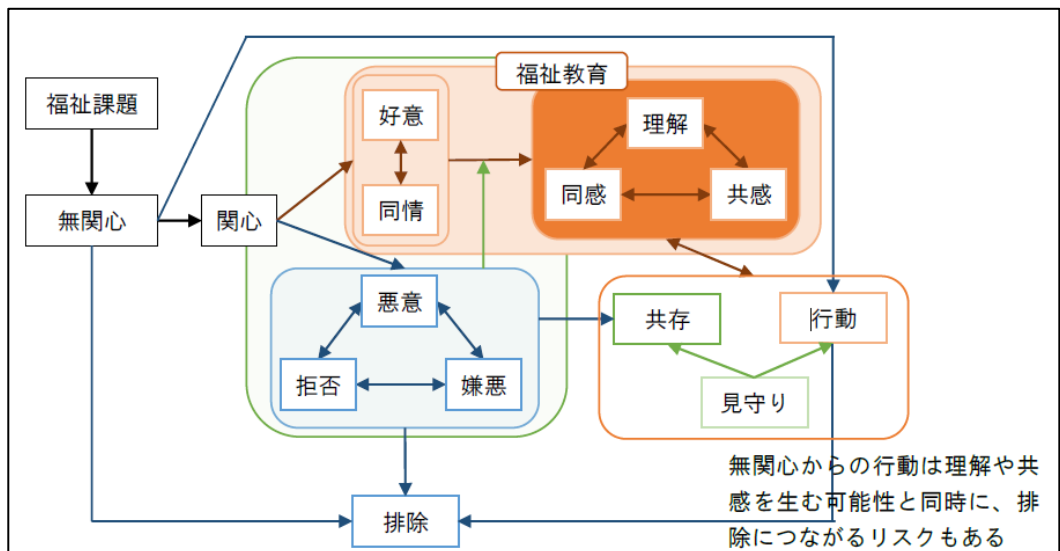 福祉教育
福祉課題
好意
理解
同情
同感
共感
無関心
関心
悪意
共存
行動
拒否
嫌悪
見守り
排除
無関心からの行動は理解や共
感を生む可能性と同時に、排
除につながるリスクもある